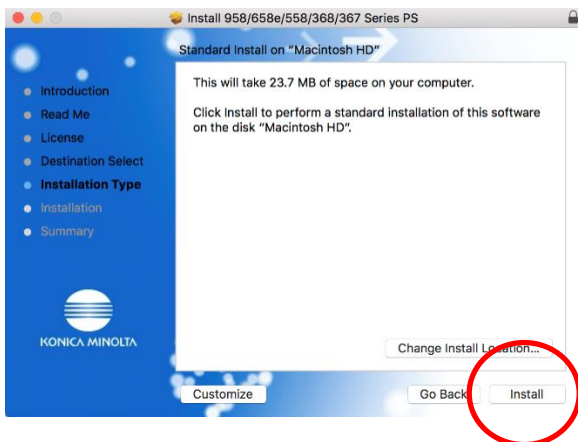 Install 958/658e/558/368/367 Series PS
Standard Install on “Macintosh HD”
Introduction
Read Me
License
Destination Select
Installation Type
Installation
Summary
This will take 23.7 MB of space on your computer.
Click Install to perform a standard installation of this software
on the disk “Macintosh HD”.
KONICA MINOLTA
Change Install Location...
Customize
Go Back
Install